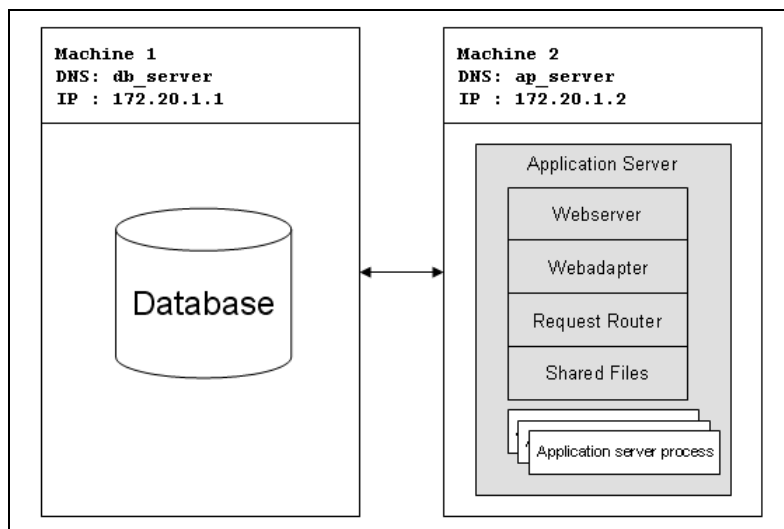 Machine 1
DNS: db_server
IP : 172.20.1.1
Database
Machine 2
DNS: ap_server
IP : 172.20.1.2
Application Server
Webserver
Webadapter
Request Router
Shared Files
Application server process